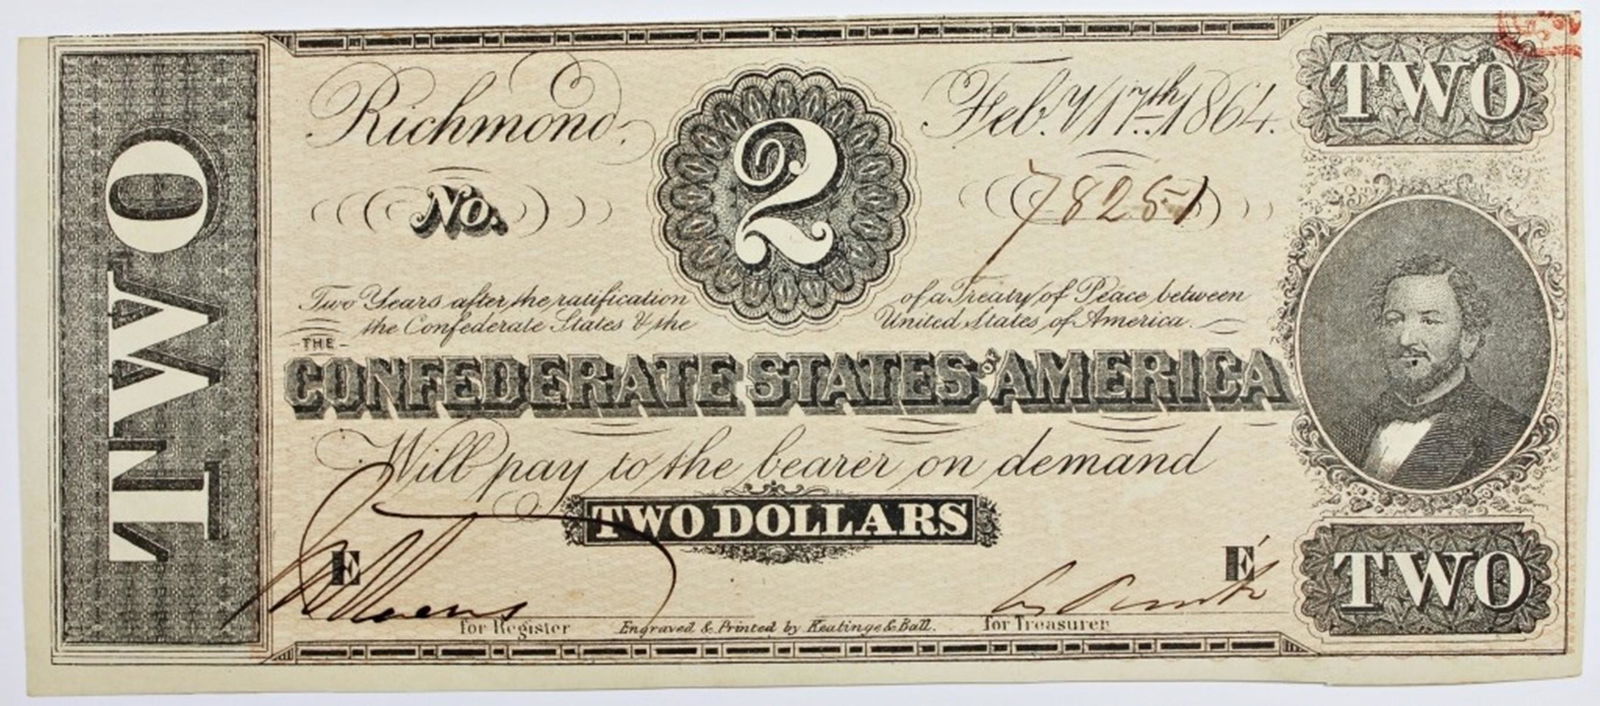 TWO
Richmond,
2
Feb.y 17th 1864.
TWO
No.
78251
Two Years after the ratification of a Treaty of Peace between
the Confederate States & the United States of America
THE
CONFEDERATE STATES OF AMERICA
Will pay to the bearer on demand
TWO DOLLARS
E
E
TWO
for Register
Engraved & Printed by Keatinge & Ball.
for Treasurer